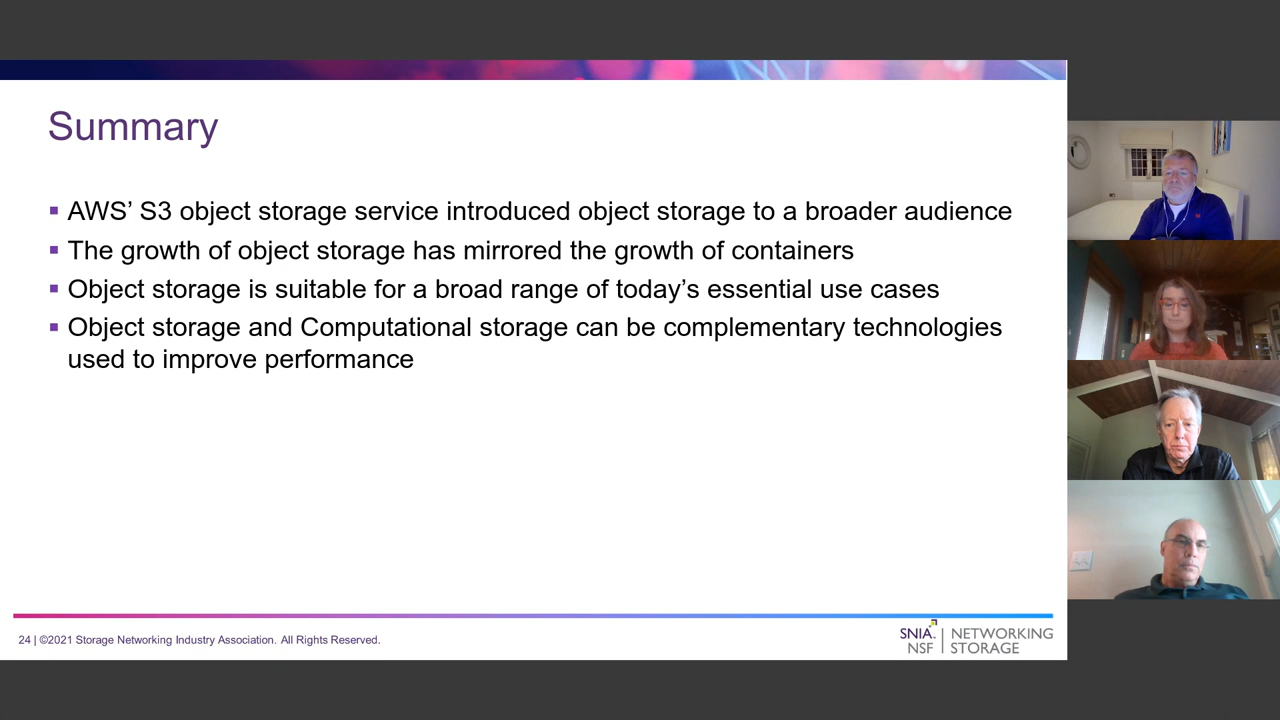 Summary
AWS’ S3 object storage service introduced object storage to a broader audience
The growth of object storage has mirrored the growth of containers
Object storage is suitable for a broad range of today’s essential use cases
Object storage and Computational storage can be complementary technologies
used to improve performance
24 | ©2021 Storage Networking Industry Association. All Rights Reserved.
SNIA. NETWORKING
NSF STORAGE